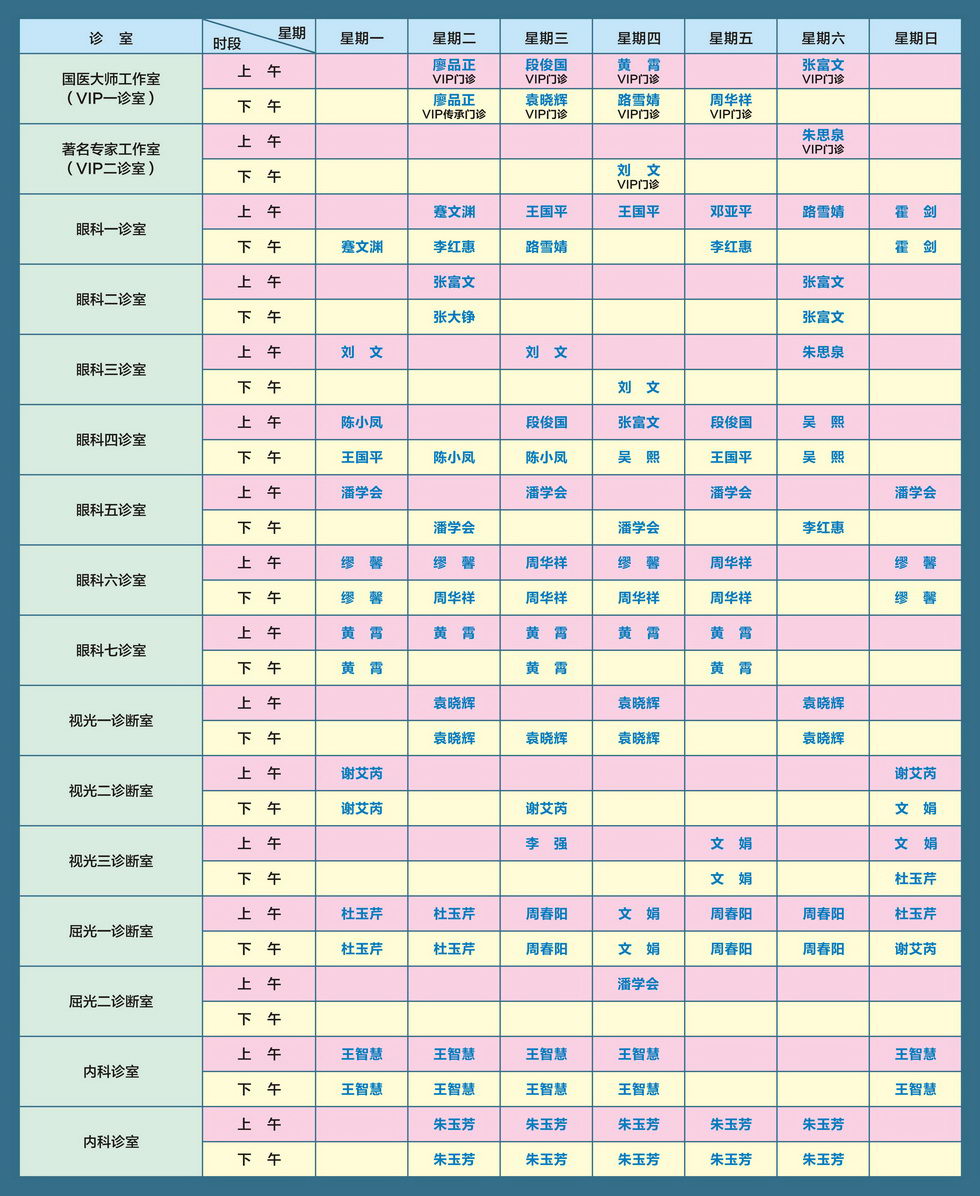 诊 室 时段 星期 星期一 星期二 星期三 星期四 星期五 星期六 星期日
国医大师工作室
（VIP一诊室）
上 午 廖品正 段俊国 黄 霄 张富文
VIP门诊 VIP门诊 VIP门诊 VIP门诊
下 午 廖品正 袁晓辉 路雪婧 周华祥
VIP传承门诊 VIP门诊 VIP门诊 VIP门诊
著名专家工作室
（VIP二诊室）
上 午 朱思泉
VIP门诊
下 午 刘 文
VIP门诊
眼科一诊室
上 午 蹇文渊 王国平 王国平 邓亚平 路雪婧 霍 剑
下 午 蹇文渊 李红惠 路雪婧 李红惠 霍 剑
眼科二诊室
上 午 张富文 张富文
下 午 张大铮 张富文
眼科三诊室
上 午 刘 文 刘 文 朱思泉
下 午 刘 文
眼科四诊室
上 午 陈小凤 段俊国 张富文 段俊国 吴 熙
下 午 王国平 陈小凤 陈小凤 吴 熙 王国平 吴 熙
眼科五诊室
上 午 潘学会 潘学会 潘学会 潘学会
下 午 潘学会 潘学会 李红惠
眼科六诊室
上 午 缪 馨 缪 馨 周华祥 缪 馨 周华祥 缪 馨
下 午 缪 馨 周华祥 周华祥 周华祥 周华祥 缪 馨
眼科七诊室
上 午 黄 霄 黄 霄 黄 霄 黄 霄 黄 霄
下 午 黄 霄 黄 霄 黄 霄
视光一诊断室
上 午 袁晓辉 袁晓辉 袁晓辉
下 午 袁晓辉 袁晓辉 袁晓辉 袁晓辉
视光二诊断室
上 午 谢艾芮 谢艾芮
下 午 谢艾芮 谢艾芮 文 娟
视光三诊断室
上 午 李 强 文 娟 文 娟
下 午 文 娟 杜玉芹
屈光一诊断室
上 午 杜玉芹 杜玉芹 周春阳 文 娟 周春阳 周春阳 杜玉芹
下 午 杜玉芹 杜玉芹 周春阳 文 娟 周春阳 周春阳 谢艾芮
屈光二诊断室
上 午 潘学会
下 午
内科诊室
上 午 王智慧 王智慧 王智慧 王智慧 王智慧
下 午 王智慧 王智慧 王智慧 王智慧 王智慧
内科诊室
上 午 朱玉芳 朱玉芳 朱玉芳 朱玉芳 朱玉芳
下 午 朱玉芳 朱玉芳 朱玉芳 朱玉芳 朱玉芳